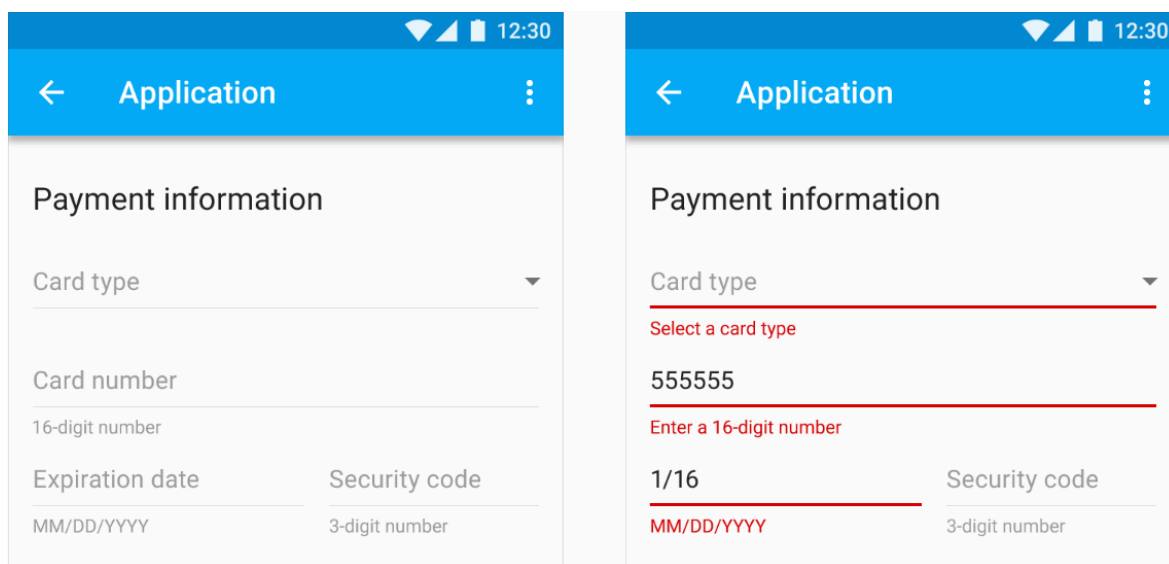 12:30
Application
Payment information
Card type
Card number
16-digit number
Expiration date Security code
MM/DD/YYYY 3-digit number
12:30
Application
Payment information
Card type
Select a card type
555555
Enter a 16-digit number
1/16 Security code
MM/DD/YYYY 3-digit number